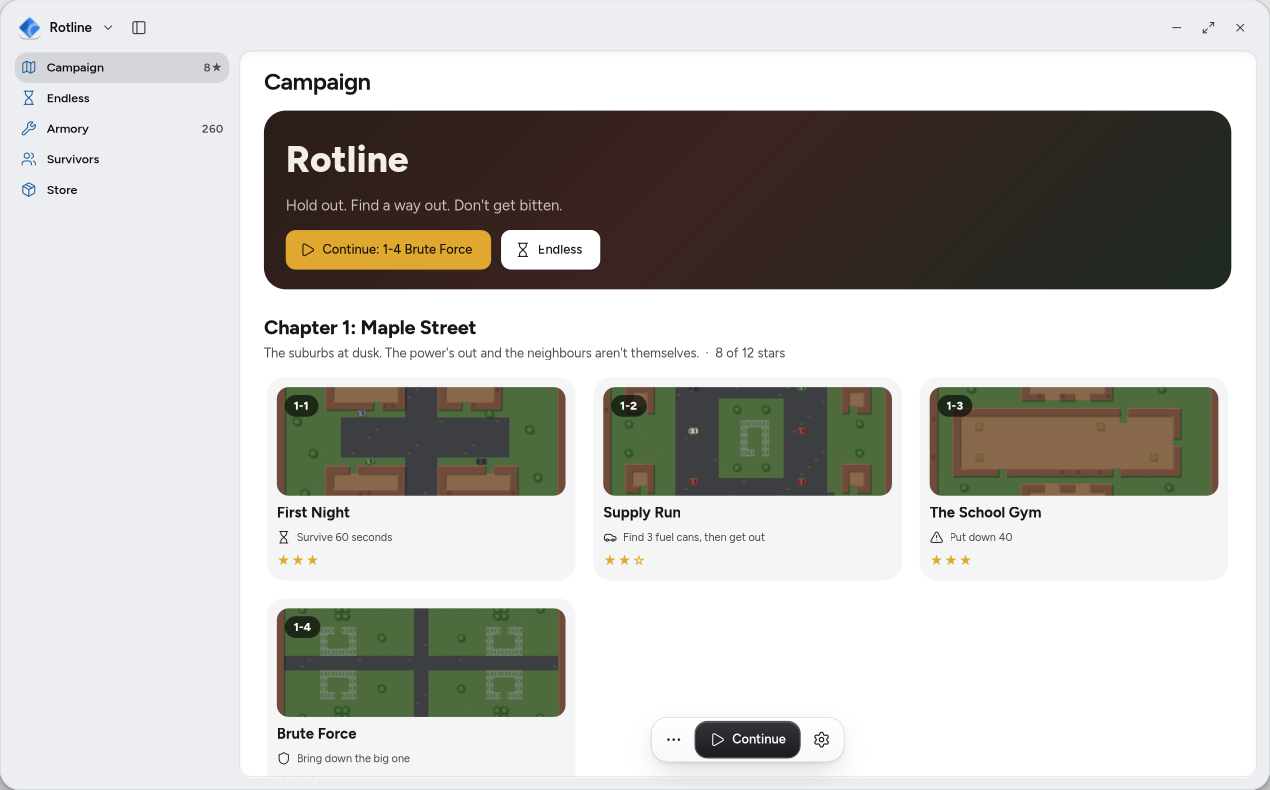 Rotline
Campaign 8★
Endless
Armory 260
Survivors
Store
Campaign
Rotline
Hold out. Find a way out. Don't get bitten.
Continue: 1-4 Brute Force
Endless
Chapter 1: Maple Street
The suburbs at dusk. The power's out and the neighbours aren't themselves. · 8 of 12 stars
1-1
First Night
Survive 60 seconds
★★★
1-2
Supply Run
Find 3 fuel cans, then get out
★★☆
1-3
The School Gym
Put down 40
★★★
1-4
Brute Force
Bring down the big one
Continue